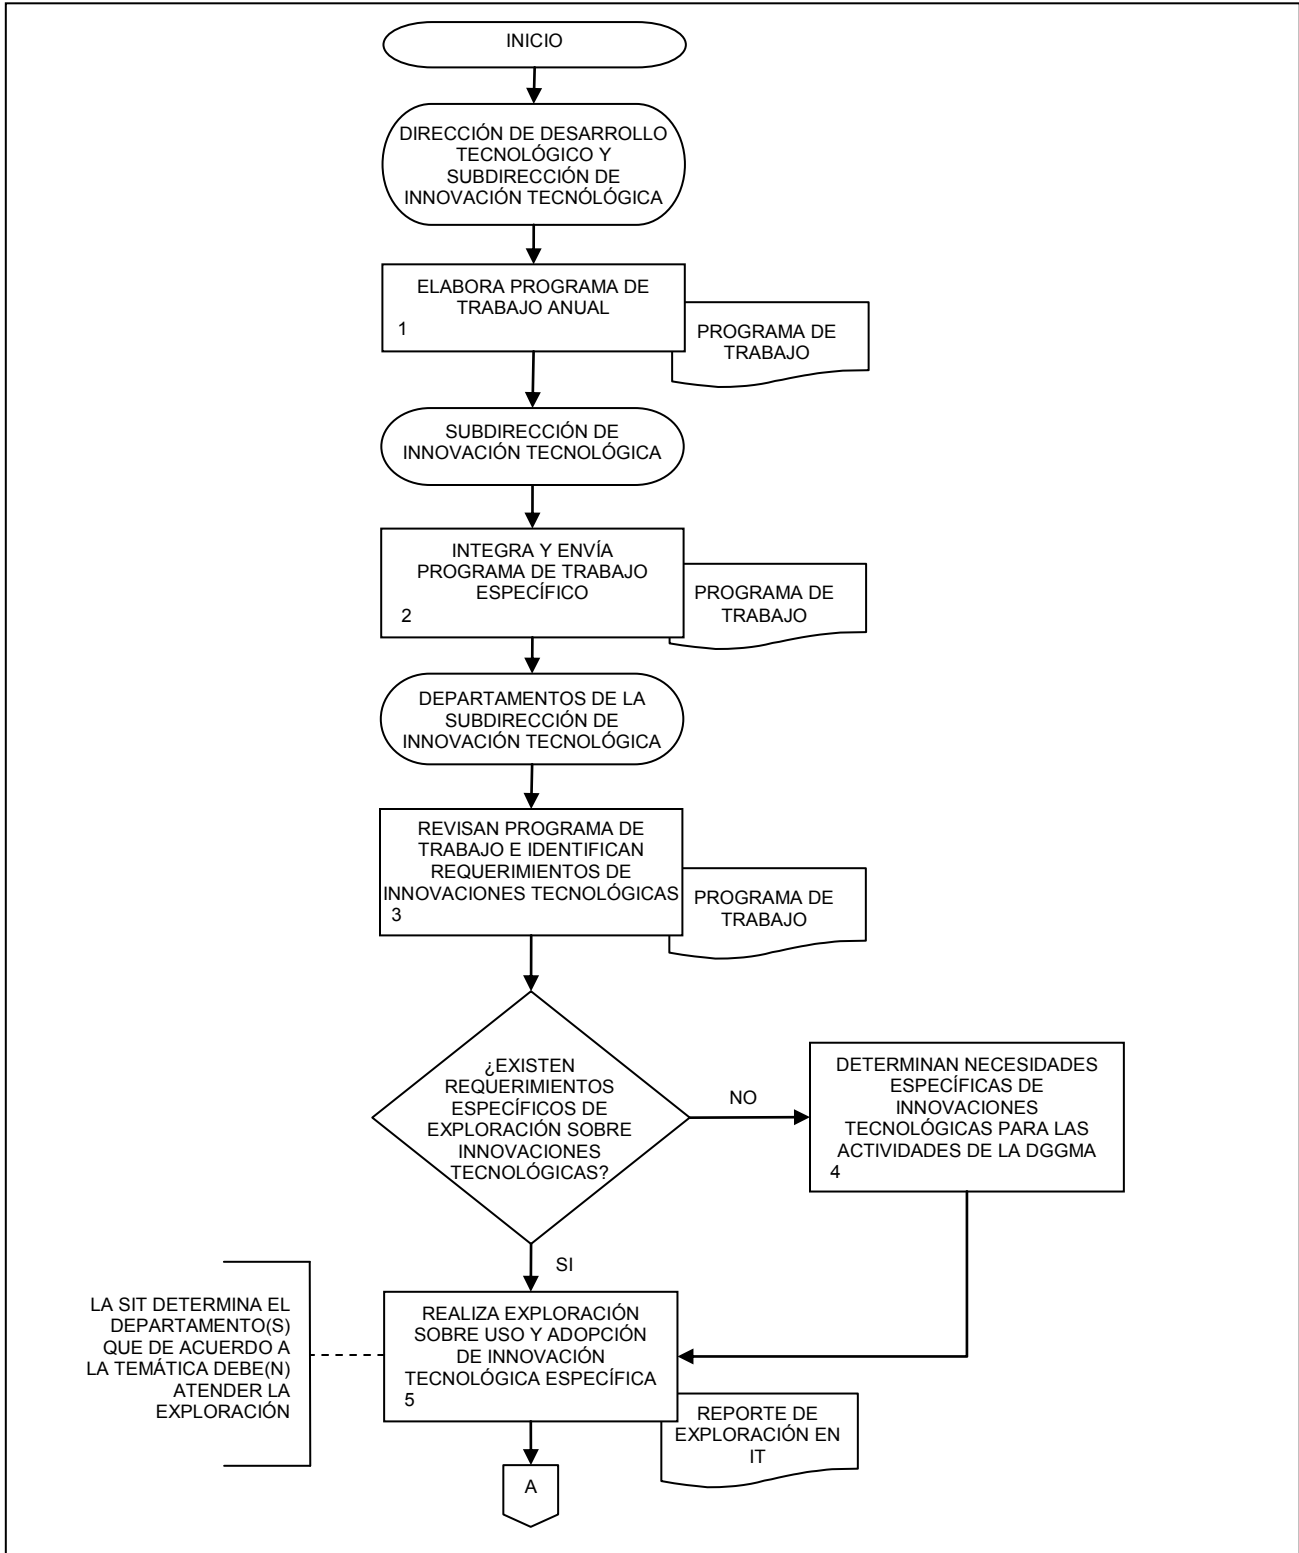 INICIO
DIRECCIÓN DE DESARROLLO
TECNOLÓGICO Y
SUBDIRECCIÓN DE
INNOVACIÓN TECNÓLÓGICA
ELABORA PROGRAMA DE
TRABAJO ANUAL
1
PROGRAMA DE
TRABAJO
SUBDIRECCIÓN DE
INNOVACIÓN TECNOLÓGICA
INTEGRA Y ENVÍA
PROGRAMA DE TRABAJO
ESPECÍFICO
2
PROGRAMA DE
TRABAJO
DEPARTAMENTOS DE LA
SUBDIRECCIÓN DE
INNOVACIÓN TECNOLÓGICA
REVISAN PROGRAMA DE
TRABAJO E IDENTIFICAN
REQUERIMIENTOS DE
INNOVACIONES TECNOLÓGICAS
3
PROGRAMA DE
TRABAJO
¿EXISTEN
REQUERIMIENTOS
ESPECÍFICOS DE
EXPLORACIÓN SOBRE
INNOVACIONES
TECNOLÓGICAS?
NO
DETERMINAN NECESIDADES
ESPECÍFICAS DE
INNOVACIONES
TECNOLÓGICAS PARA LAS
ACTIVIDADES DE LA DGGMA
4
SI
LA SIT DETERMINA EL
DEPARTAMENTO(S)
QUE DE ACUERDO A
LA TEMÁTICA DEBE(N)
ATENDER LA
EXPLORACIÓN
REALIZA EXPLORACIÓN
SOBRE USO Y ADOPCIÓN
DE INNOVACIÓN
TECNOLÓGICA ESPECÍFICA
5
REPORTE DE
EXPLORACIÓN EN
IT
A